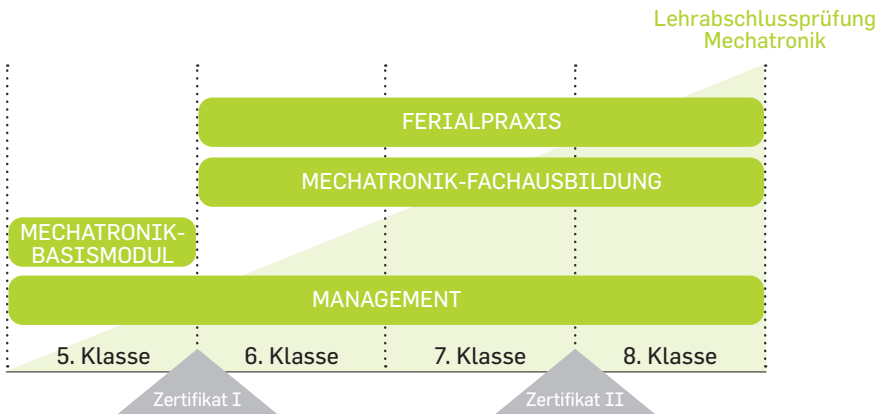 Lehrabschlussprüfung
Mechatronik
FERIALPRAXIS
MECHATRONIK-FACHAUSBILDUNG
MECHATRONIK-
BASISMODUL
MANAGEMENT
5. Klasse
6. Klasse
7. Klasse
8. Klasse
Zertifikat I
Zertifikat II